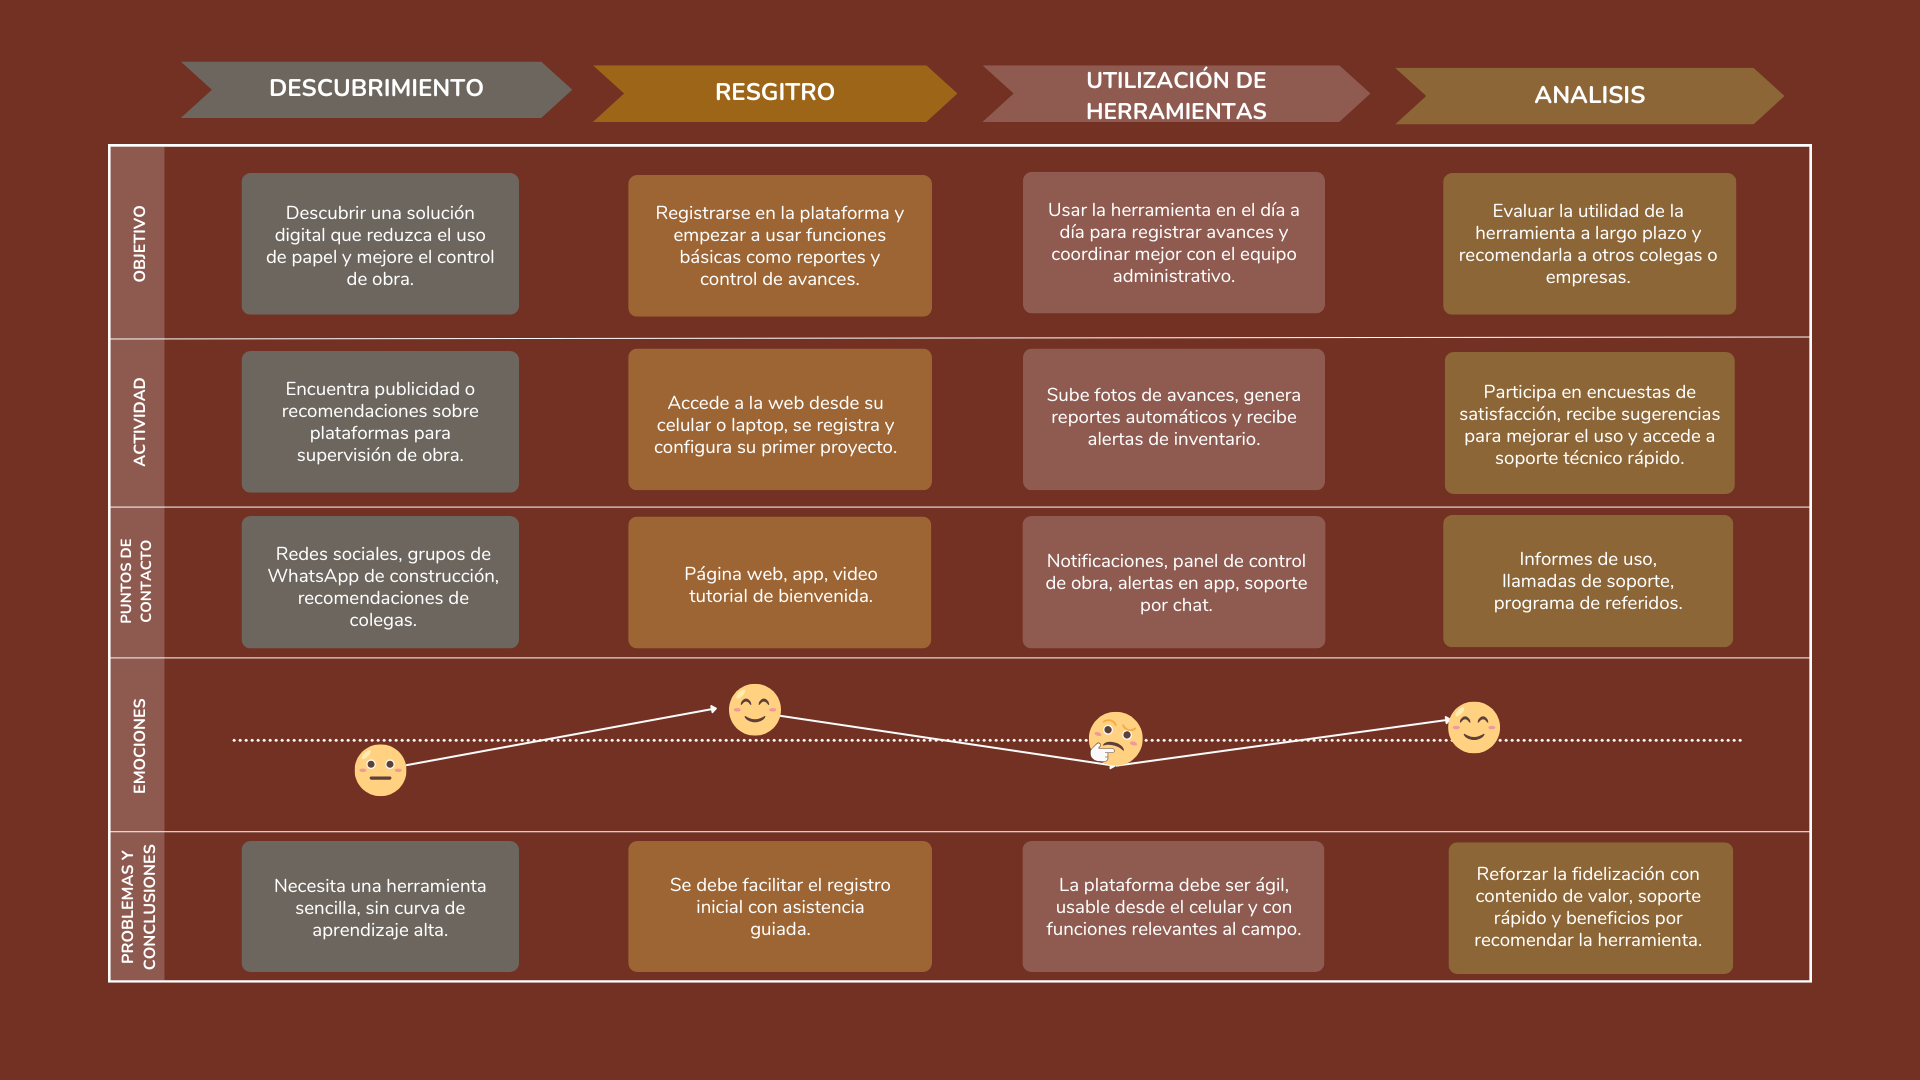 DESCUBRIMIENTO
RESGITRO
UTILIZACIÓN DE
HERRAMIENTAS
ANALISIS
OBJETIVO
Descubrir una solución
digital que reduzca el uso
de papel y mejore el control
de obra.
Registrarse en la plataforma y
empezar a usar funciones
básicas como reportes y
control de avances.
Usar la herramienta en el día a
día para registrar avances y
coordinar mejor con el equipo
administrativo.
Evaluar la utilidad de la
herramienta a largo plazo y
recomendarla a otros colegas o
empresas.
ACTIVIDAD
Encuentra publicidad o
recomendaciones sobre
plataformas para
supervisión de obra.
Accede a la web desde su
celular o laptop, se registra y
configura su primer proyecto.
Sube fotos de avances, genera
reportes automáticos y recibe
alertas de inventario.
Participa en encuestas de
satisfacción, recibe sugerencias
para mejorar el uso y accede a
soporte técnico rápido.
PUNTOS DE
CONTACTO
Redes sociales, grupos de
WhatsApp de construcción,
recomendaciones de
colegas.
Página web, app, video
tutorial de bienvenida.
Notificaciones, panel de control
de obra, alertas en app, soporte
por chat.
Informes de uso,
llamadas de soporte,
programa de referidos.
EMOCIONES
PROBLEMAS Y
CONCLUSIONES
Necesita una herramienta
sencilla, sin curva de
aprendizaje alta.
Se debe facilitar el registro
inicial con asistencia
guiada.
La plataforma debe ser ágil,
usable desde el celular y con
funciones relevantes al campo.
Reforzar la fidelización con
contenido de valor, soporte
rápido y beneficios por
recomendar la herramienta.